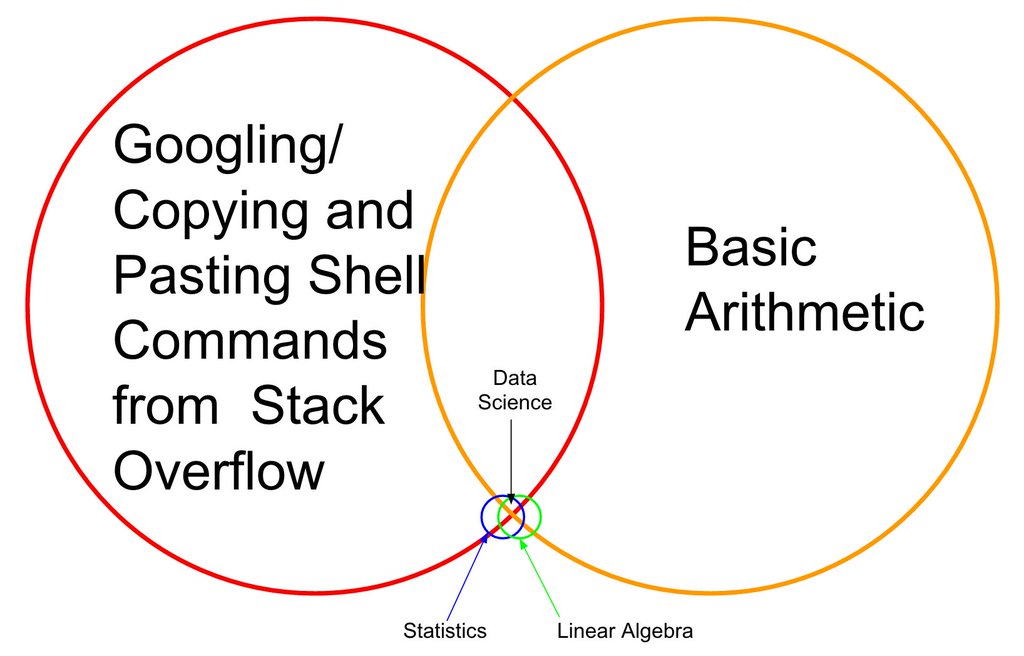 Googling/
Copying and
Pasting Shell
Commands
from  Stack
Overflow
Basic
Arithmetic
Data
Science
Statistics
Linear Algebra